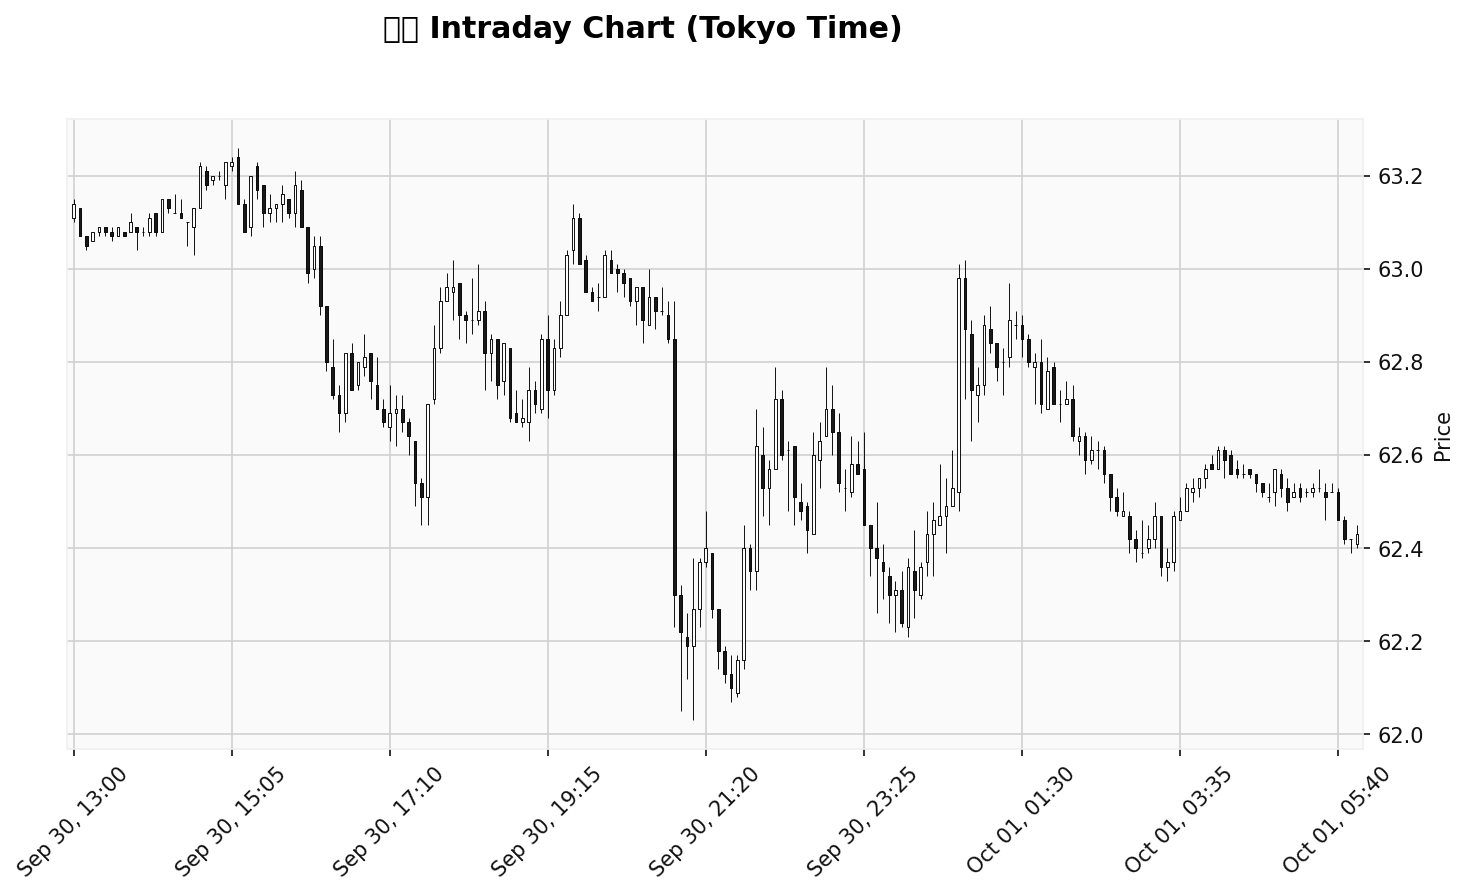 Intraday Chart (Tokyo Time)
63.2
63.0
62.8
62.6
62.4
62.2
62.0
Price
Sep 30, 13:00
Sep 30, 15:05
Sep 30, 17:10
Sep 30, 19:15
Sep 30, 21:20
Sep 30, 23:25
Oct 01, 01:30
Oct 01, 03:35
Oct 01, 05:40